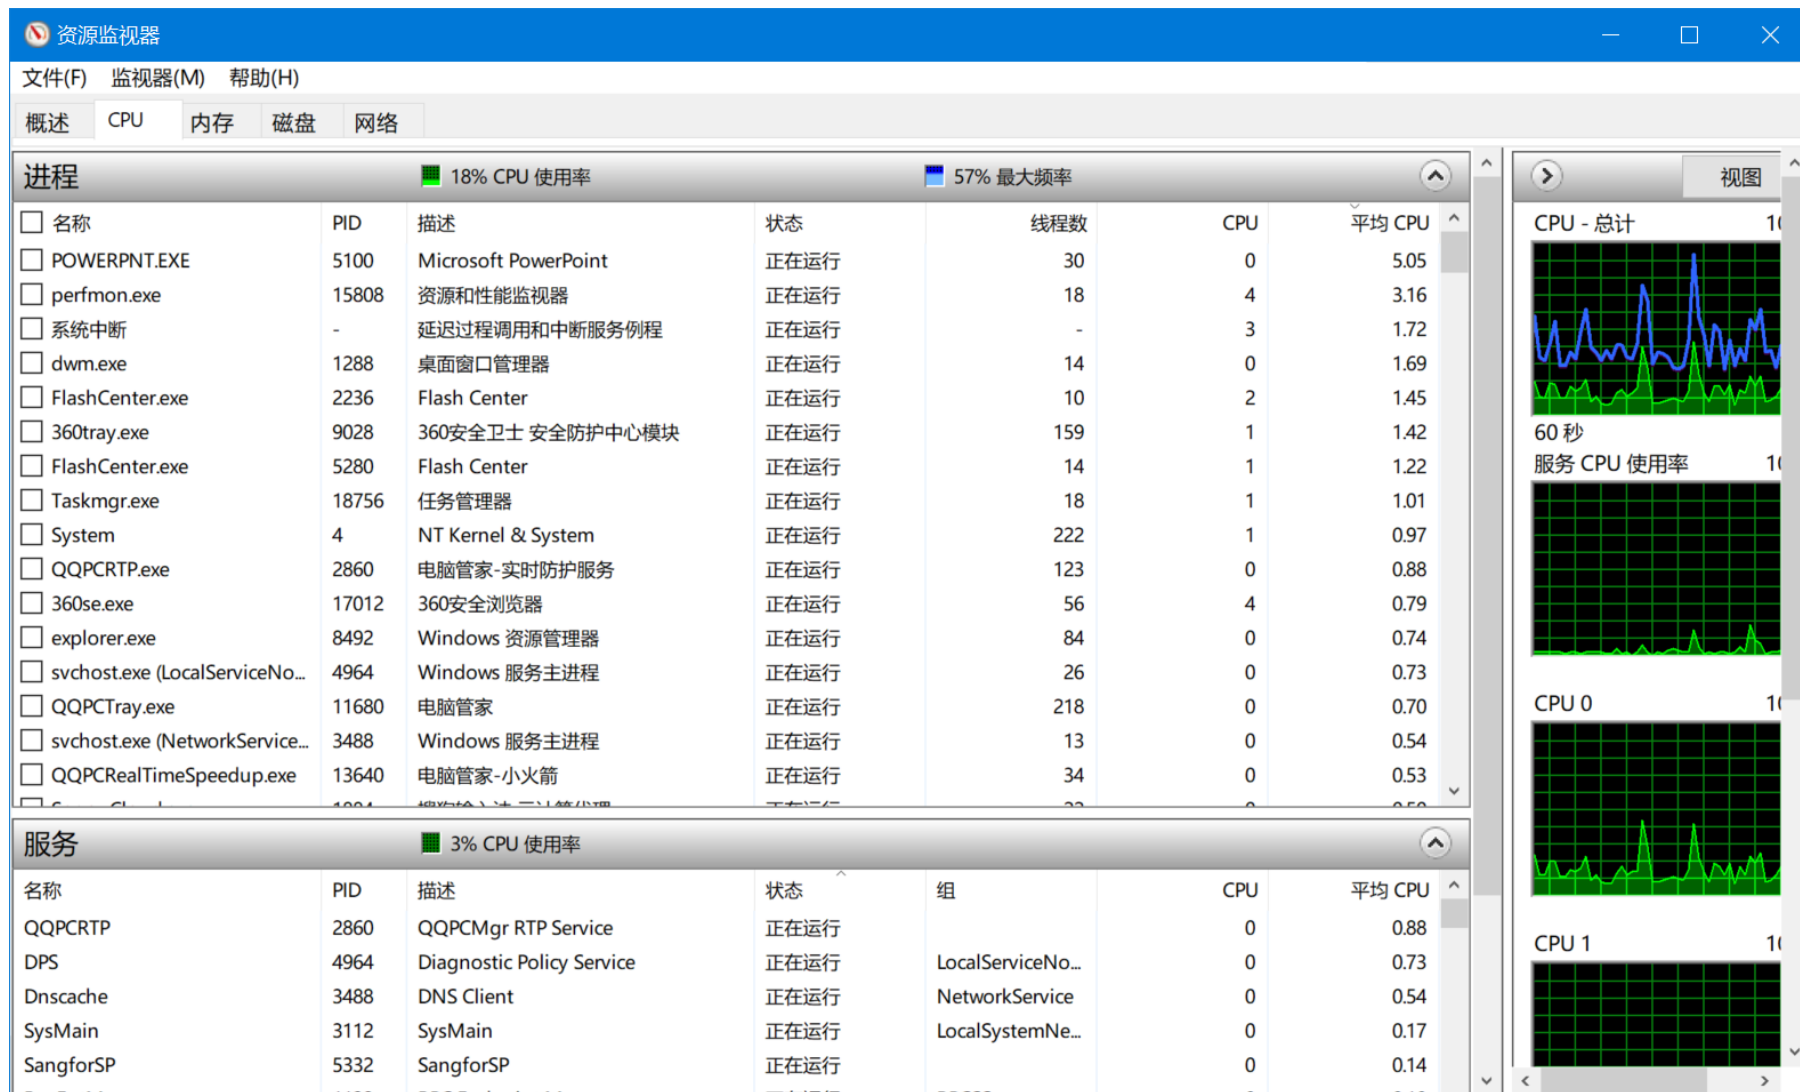 资源监视器
文件(F) 监视器(M) 帮助(H)
概述 CPU 内存 磁盘 网络
进程 18% CPU 使用率 57% 最大频率
名称 PID 描述 状态 线程数 CPU 平均 CPU
POWERPNT.EXE 5100 Microsoft PowerPoint 正在运行 30 0 5.05
perfmon.exe 15808 资源和性能监视器 正在运行 18 4 3.16
系统中断 - 延迟过程调用和中断服务例程 正在运行 - 3 1.72
dwm.exe 1288 桌面窗口管理器 正在运行 14 0 1.69
FlashCenter.exe 2236 Flash Center 正在运行 10 2 1.45
360tray.exe 9028 360安全卫士 安全防护中心模块 正在运行 159 1 1.42
FlashCenter.exe 5280 Flash Center 正在运行 14 1 1.22
Taskmgr.exe 18756 任务管理器 正在运行 18 1 1.01
System 4 NT Kernel & System 正在运行 222 1 0.97
QQPCRTP.exe 2860 电脑管家-实时防护服务 正在运行 123 0 0.88
360se.exe 17012 360安全浏览器 正在运行 56 4 0.79
explorer.exe 8492 Windows 资源管理器 正在运行 84 0 0.74
svchost.exe (LocalServiceNo... 4964 Windows 服务主进程 正在运行 26 0 0.73
QQPCTray.exe 11680 电脑管家 正在运行 218 0 0.70
svchost.exe (NetworkService... 3488 Windows 服务主进程 正在运行 13 0 0.54
QQPCRealTimeSpeedup.exe 13640 电脑管家-小火箭 正在运行 34 0 0.53
服务 3% CPU 使用率
名称 PID 描述 状态 组 CPU 平均 CPU
QQPCRTP 2860 QQPCMgr RTP Service 正在运行 0 0.88
DPS 4964 Diagnostic Policy Service 正在运行 LocalServiceNo... 0 0.73
Dnscache 3488 DNS Client 正在运行 NetworkService 0 0.54
SysMain 3112 SysMain 正在运行 LocalSystemNe... 0 0.17
SangforSP 5332 SangforSP 正在运行 0 0.14
视图
CPU - 总计
60 秒
服务 CPU 使用率
CPU 0
CPU 1